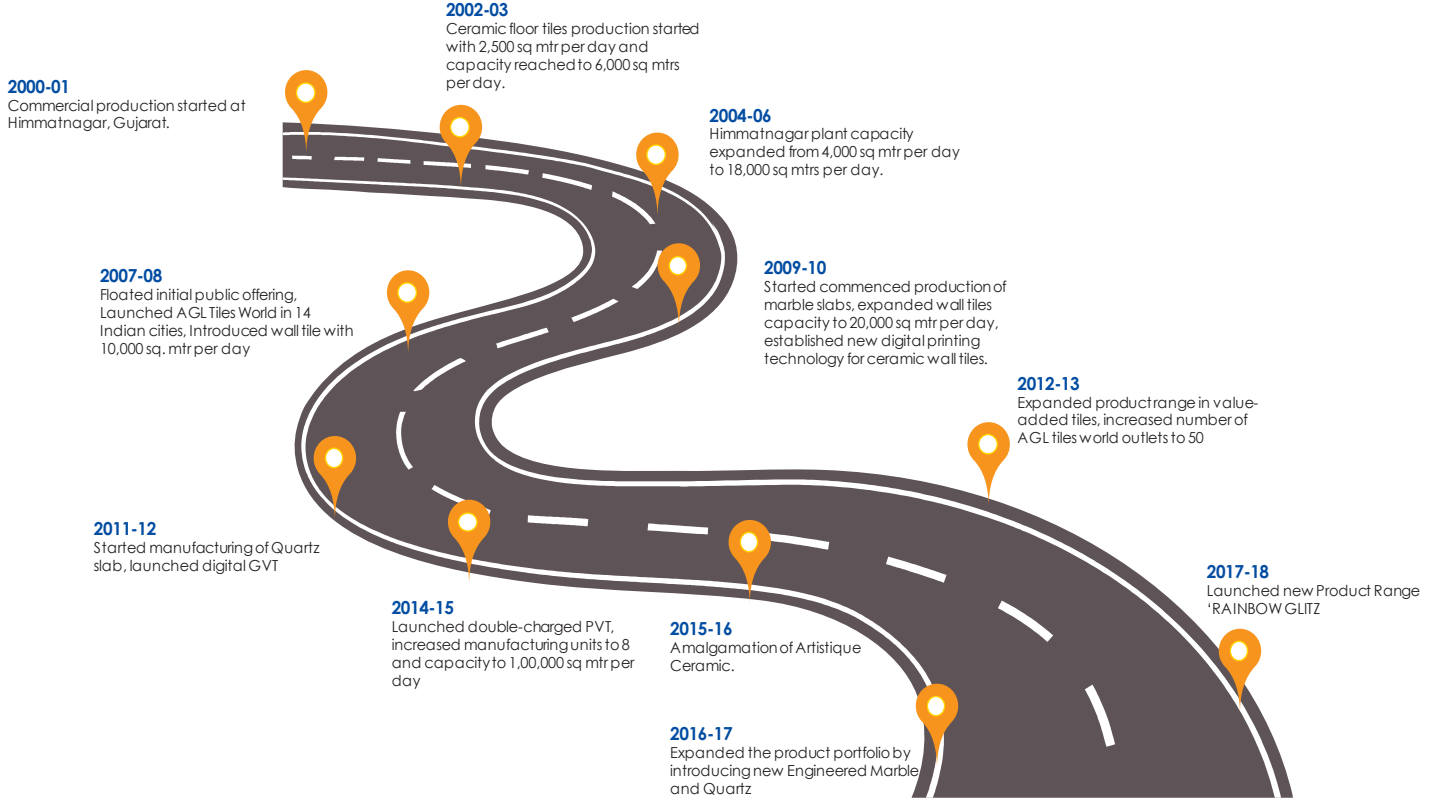 2000-01
Commercial production started at
Himmatnagar, Gujarat.
2002-03
Ceramic floor tiles production started
with 2,500 sq mtr per day and
capacity reached to 6,000 sq mtrs
per day.
2004-06
Himmatnagar plant capacity
expanded from 4,000 sq mtr per day
to 18,000 sq mtrs per day.
2007-08
Floated initial public offering,
Launched AGL Tiles World in 14
Indian cities, Introduced wall tile with
10,000 sq. mtr per day
2009-10
Started commenced production of
marble slabs, expanded wall tiles
capacity to 20,000 sq mtr per day,
established new digital printing
technology for ceramic wall tiles.
2011-12
Started manufacturing of Quartz
slab, launched digital GVT
2012-13
Expanded product range in value-
added tiles, increased number of
AGL tiles world outlets to 50
2014-15
Launched double-charged PVT,
increased manufacturing units to 8
and capacity to 1,00,000 sq mtr per
day
2015-16
Amalgamation of Artistique
Ceramic.
2016-17
Expanded the product portfolio by
introducing new Engineered Marble
and Quartz
2017-18
Launched new Product Range
‘RAINBOW GLITZ